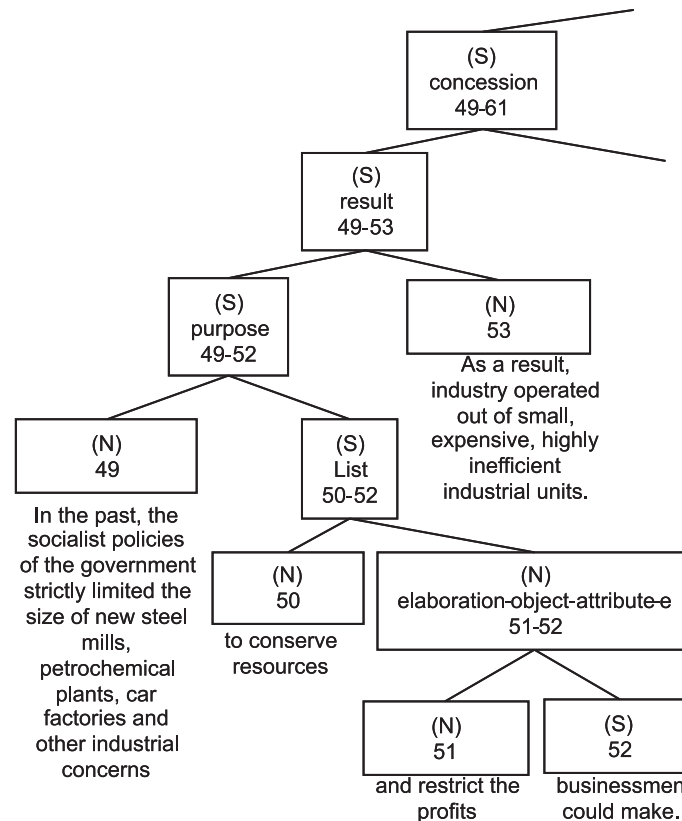 (S)
concession
49-61
(S)
result
49-53
(S)
purpose
49-52
(N)
53
As a result,
industry operated
out of small,
expensive, highly
inefficient
industrial units.
(N)
49
In the past, the
socialist policies
of the government
strictly limited the
size of new steel
mills,
petrochemical
plants, car
factories and
other industrial
concerns
(S)
List
50-52
(N)
50
to conserve
resources
(N)
elaboration-object-attribute-e
51-52
(N)
51
and restrict the
profits
(S)
52
businessmen
could make.